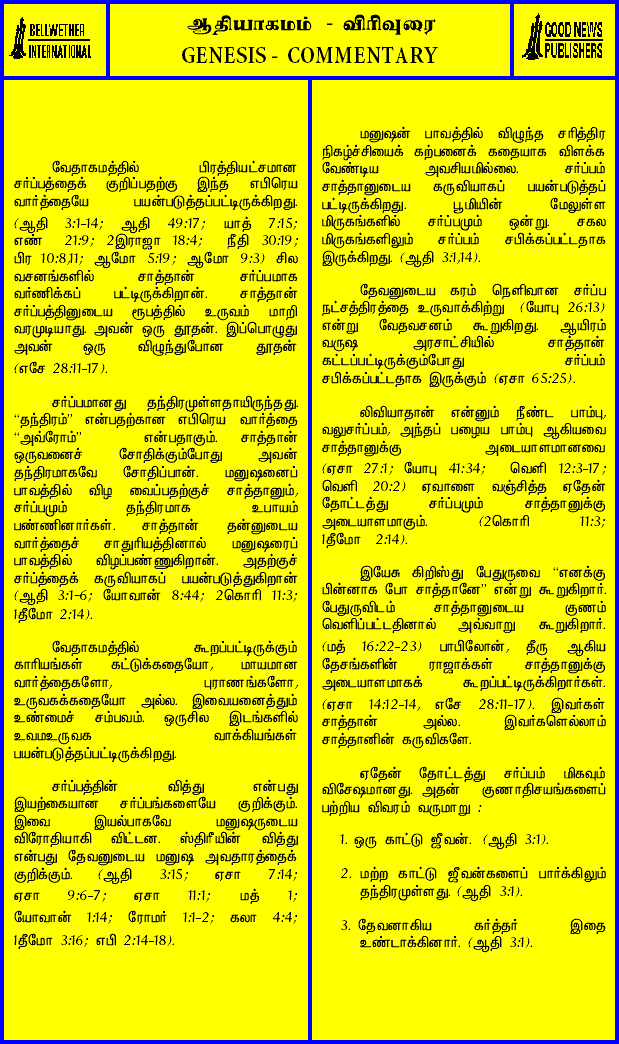 BELLWETHER
INTERNATIONAL
ஆதியாகமம் - விரிவுரை
GENESIS - COMMENTARY
GOOD NEWS
PUBLISHERS
வேதாகமத்தில் பிரத்தியட்சமான
சர்ப்பத்தைக் குறிப்பதற்கு இந்த எபிரெய
வார்த்தையே பயன்படுத்தப்பட்டிருக்கிறது.
(ஆதி 3:1-14; ஆதி 49:17; யாத் 7:15;
எண் 21:9; 2இராஜா 18:4; நீதி 30:19;
பிர 10:8,11; ஆமோ 5:19; ஆமோ 9:3) சில
வசனங்களில் சாத்தான் சர்ப்பமாக
வர்ணிக்கப் பட்டிருக்கிறான். சாத்தான்
சர்ப்பத்தினுடைய ரூபத்தில் உருவம் மாறி
வரமுடியாது. அவன் ஒரு தூதன். இப்பொழுது
அவன் ஒரு விழுந்துபோன தூதன்
(எசே 28:11-17).
சர்ப்பமானது தந்திரமுள்ளதாயிருந்தது.
“தந்திரம்” என்பதற்கான எபிரெய வார்த்தை
“அவ்ரோம்” என்பதாகும். சாத்தான்
ஒருவனைச் சோதிக்கும்போது அவன்
தந்திரமாகவே சோதிப்பான். மனுஷனைப்
பாவத்தில் விழ வைப்பதற்குச் சாத்தானும்,
சர்ப்பமும் தந்திரமாக உபாயம்
பண்ணினார்கள். சாத்தான் தன்னுடைய
வார்த்தைச் சாதுரியத்தினால் மனுஷரைப்
பாவத்தில் விழப்பண்ணுகிறான். அதற்குச்
சர்ப்த்தைக் கருவியாகப் பயன்படுத்துகிறான்
(ஆதி 3:1-6; யோவான் 8:44; 2கொரி 11:3;
1தீமோ 2:14).
வேதாகமத்தில் கூறப்பட்டிருக்கும்
காரியங்கள் கட்டுக்கதையோ, மாயமான
வார்த்தைகளோ, புராணங்களோ,
உருவகக்கதையோ அல்ல. இவையனைத்தும்
உண்மைச் சம்பவம். ஒருசில இடங்களில்
உவமஉருவக வாக்கியங்கள்
பயன்படுத்தப்பட்டிருக்கிறது.
சர்ப்பத்தின் வித்து என்பது
இயற்கையான சர்ப்பங்களையே குறிக்கும்.
இவை இயல்பாகவே மனுஷருடைய
விரோதியாகி விட்டன. ஸ்திரீயின் வித்து
என்பது தேவனுடைய மனுஷ அவதாரத்தைக்
குறிக்கும். (ஆதி 3:15; ஏசா 7:14;
ஏசா 9:6-7; ஏசா 11:1; மத் 1;
யோவான் 1:14; ரோமர் 1:1-2; கலா 4:4;
1தீமோ 3:16; எபி 2:14-18).
மனுஷன் பாவத்தில் விழுந்த சரித்திர
நிகழ்ச்சியைக் கற்பனைக் கதையாக விளக்க
வேண்டிய அவசியமில்லை. சர்ப்பம்
சாத்தானுடைய கருவியாகப் பயன்படுத்தப்
பட்டிருக்கிறது. பூமியின் மேலுள்ள
மிருகங்களில் சர்ப்பமும் ஒன்று. சகல
மிருகங்களிலும் சர்ப்பம் சபிக்கப்பட்டதாக
இருக்கிறது. (ஆதி 3:1,14).
தேவனுடைய கரம் நெளிவான சர்ப்ப
நட்சத்திரத்தை உருவாக்கிற்று (யோபு 26:13)
என்று வேதவசனம் கூறுகிறது. ஆயிரம்
வருஷ அரசாட்சியில் சாத்தான்
கட்டப்பட்டிருக்கும்போது சர்ப்பம்
சபிக்கப்பட்டதாக இருக்கும் (ஏசா 65:25).
லிவியாதான் என்னும் நீண்ட பாம்பு,
வலுசர்ப்பம், அந்தப் பழைய பாம்பு ஆகியவை
சாத்தானுக்கு அடையாளமானவை
(ஏசா 27:1; யோபு 41:34; வெளி 12:3-17;
வெளி 20:2) ஏவாளை வஞ்சித்த ஏதேன்
தோட்டத்து சர்ப்பமும் சாத்தானுக்கு
அடையாளமாகும். (2கொரி 11:3;
1தீமோ 2:14).
இயேசு கிறிஸ்து பேதுருவை “எனக்கு
பின்னாக போ சாத்தானே” என்று கூறுகிறார்.
பேதுருவிடம் சாத்தானுடைய குணம்
வெளிப்பட்டதினால் அவ்வாறு கூறுகிறார்.
(மத் 16:22-23) பாபிலோன், தீரு ஆகிய
தேசங்களின் ராஜாக்கள் சாத்தானுக்கு
அடையாளமாகக் கூறப்பட்டிருக்கிறார்கள்.
(ஏசா 14:12-14, எசே 28:11-17). இவர்கள்
சாத்தான் அல்ல. இவர்களெல்லாம்
சாத்தானின் கருவிகளே.
ஏதேன் தோட்டத்து சர்ப்பம் மிகவும்
விசேஷமானது. அதன் குணாதிசயங்களைப்
பற்றிய விவரம் வருமாறு :
1. ஒரு காட்டு ஜீவன். (ஆதி 3:1).
2. மற்ற காட்டு ஜீவன்களைப் பார்க்கிலும்
தந்திரமுள்ளது. (ஆதி 3:1).
3. தேவனாகிய கர்த்தர் இதை
உண்டாக்கினார். (ஆதி 3:1).